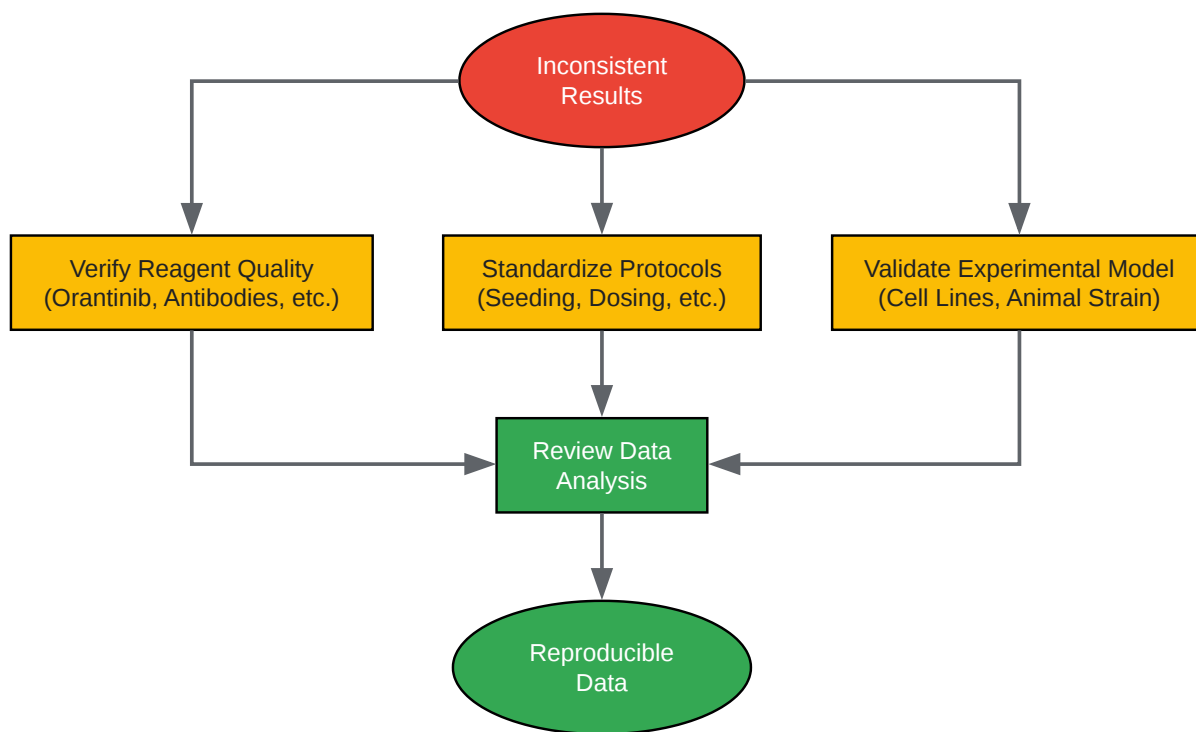 Inconsistent
Results
Verify Reagent Quality
(Orantinib, Antibodies, etc.)
Standardize Protocols
(Seeding, Dosing, etc.)
Validate Experimental Model
(Cell Lines, Animal Strain)
Review Data
Analysis
Reproducible
Data